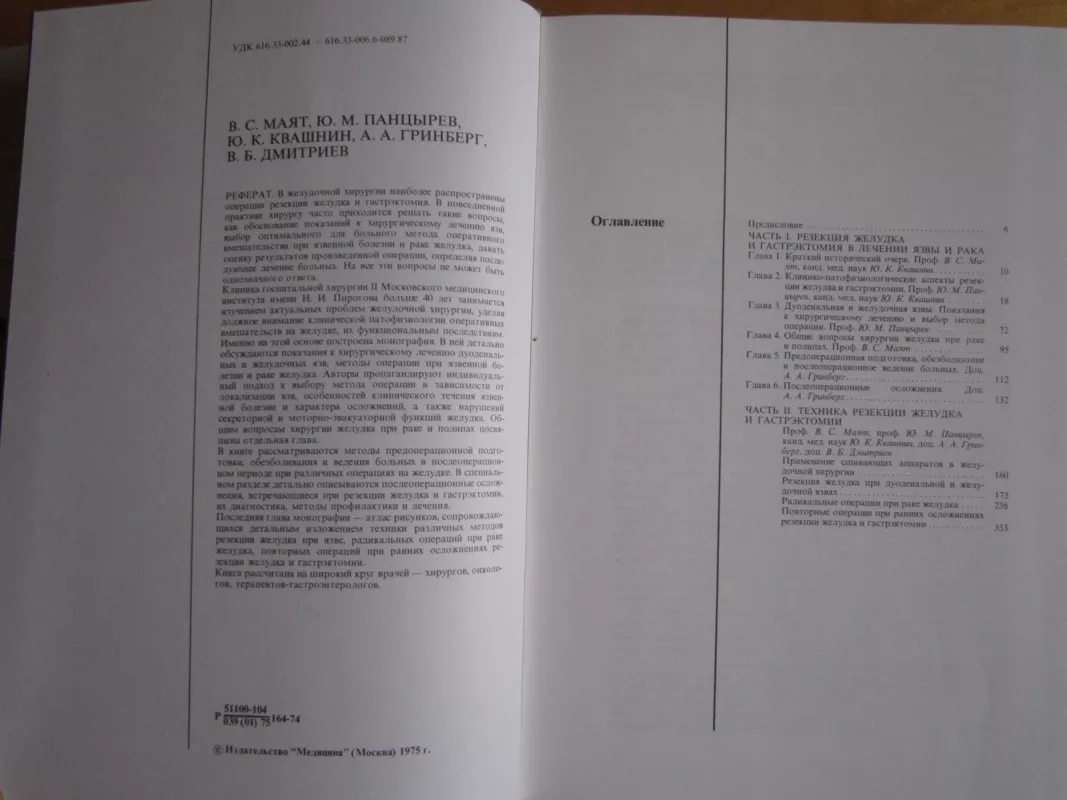 УДК 616.33-002.44 + 616.33-006.6-089.87
В. С. МАЯТ, Ю. М. ПАНЦЫРЕВ,
Ю. К. КВАШНИН, А. А. ГРИНБЕРГ,
В. Б. ДМИТРИЕВ
РЕФЕРАТ. В желудочной хирургии наиболее распространены
операции резекции желудка и гастрэктомия. В повседневной
практике хирургу часто приходится решать такие вопросы,
как обоснование показаний к хирургическому лечению язв,
выбор оптимального для больного метода оперативного
вмешательства при язвенной болезни и раке желудка, давать
оценку результатов произведенной операции, определяя после-
дующее лечение больных. На все эти вопросы не может быть
однозначного ответа.
Клиника госпитальной хирургии II Московского медицинского
института имени Н. И. Пирогова больше 40 лет занимается
изучением актуальных проблем желудочной хирургии, уделяя
должное внимание клинической патофизиологии оперативных
вмешательств на желудке, их функциональным последствиям.
Именно на этой основе построена монография. В ней детально
обсуждаются показания к хирургическому лечению дуоденаль-
ных и желудочных язв, методы операции при язвенной бо-
лезни и раке желудка. Авторы пропагандируют индивидуаль-
ный подход к выбору метода операции в зависимости от
локализации язв, особенностей клинического течения язвен-
ной болезни и характера осложнений, а также нарушений
секреторной и моторно-эвакуаторной функций желудка. Об-
щим вопросам хирургии желудка при раке и полипах посвя-
щена отдельная глава.
В книге рассматриваются методы предоперационной подго-
товки, обезболивания и ведения больных в послеоперацион-
ном периоде при различных операциях на желудке. В специаль-
ном разделе детально описываются послеоперационные ослож-
нения, встречающиеся при резекции желудка и гастрэктомии,
их диагностика, методы профилактики и лечения.
Последняя глава монографии — атлас рисунков, сопровождаю-
щихся детальным изложением техники различных методов
резекции желудка при язве, радикальных операций при раке
желудка, повторных операций при ранних осложнениях ре-
зекции желудка и гастрэктомии.
Книга рассчитана на широкий круг врачей — хирургов, онколо-
гов, терапевтов-гастроэнтерологов.
Р 51100-104
039 (01) 75 164-74
© Издательство "Медицина" (Москва) 1975 г.
Оглавление
Предисловие 6
ЧАСТЬ I. РЕЗЕКЦИЯ ЖЕЛУДКА
И ГАСТРЭКТОМИЯ В ЛЕЧЕНИИ ЯЗВЫ И РАКА
Глава 1. Краткий исторический очерк. Проф. В. С. Ма-
ят, канд. мед. наук Ю. К. Квашнин 10
Глава 2. Клинико-патофизиологические аспекты резек-
ции желудка и гастрэктомии. Проф. Ю. М. Пан-
цырев, канд. мед. наук Ю. К. Квашнин 18
Глава 3. Дуоденальная и желудочная язвы. Показания
к хирургическому лечению и выбор метода
операции. Проф. Ю. М. Панцырев 72
Глава 4. Общие вопросы хирургии желудка при раке
и полипах. Проф. В. С. Маят 95
Глава 5. Предоперационная подготовка, обезболивание
и послеоперационное ведение больных. Доц.
А. А. Гринберг 112
Глава 6. Послеоперационные осложнения. Доц.
А. А. Гринберг 132
ЧАСТЬ II. ТЕХНИКА РЕЗЕКЦИИ ЖЕЛУДКА
И ГАСТРЭКТОМИИ
Проф. В. С. Маят, проф. Ю. М. Панцырев,
канд. мед. наук Ю. К. Квашнин, доц. А. А. Грин-
берг, доц. В. Б. Дмитриев
Применение сшивающих аппаратов в желу-
дочной хирургии 160
Резекция желудка при дуоденальной и желу-
дочной язвах 175
Радикальные операции при раке желудка 236
Повторные операции при ранних осложнениях
резекции желудка и гастрэктомии 355